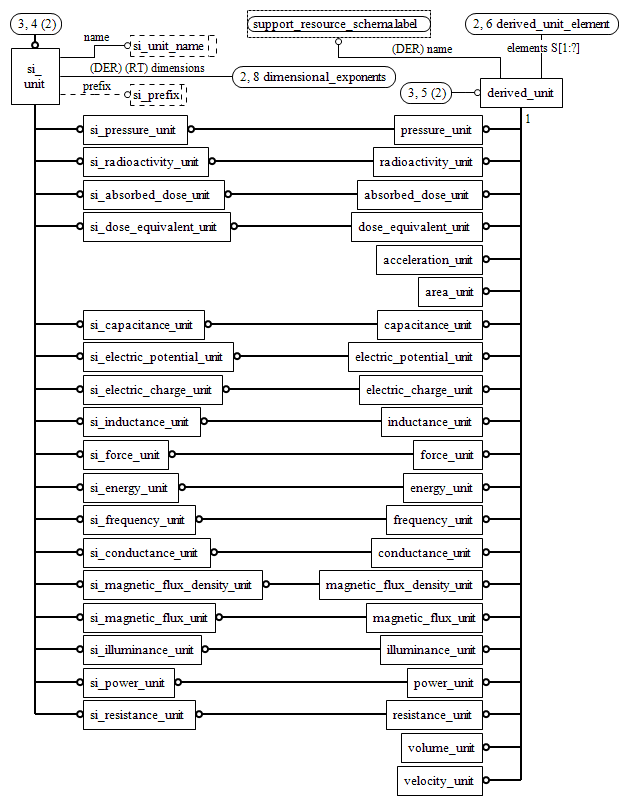 3, 4 (2)
support_resource_schemalabel
2, 6 derived_unit_element
name
si_unit_name
(DER) name
elements S[1:?]
si_
unit
(DER) (RT) dimensions
2, 8 dimensional_exponents
prefix
si_prefix
3, 5 (2)
derived_unit
1
si_pressure_unit
pressure_unit
si_radioactivity_unit
radioactivity_unit
si_absorbed_dose_unit
absorbed_dose_unit
si_dose_equivalent_unit
dose_equivalent_unit
acceleration_unit
area_unit
si_capacitance_unit
capacitance_unit
si_electric_potential_unit
electric_potential_unit
si_electric_charge_unit
electric_charge_unit
si_inductance_unit
inductance_unit
si_force_unit
force_unit
si_energy_unit
energy_unit
si_frequency_unit
frequency_unit
si_conductance_unit
conductance_unit
si_magnetic_flux_density_unit
magnetic_flux_density_unit
si_magnetic_flux_unit
magnetic_flux_unit
si_illuminance_unit
illuminance_unit
si_power_unit
power_unit
si_resistance_unit
resistance_unit
volume_unit
velocity_unit